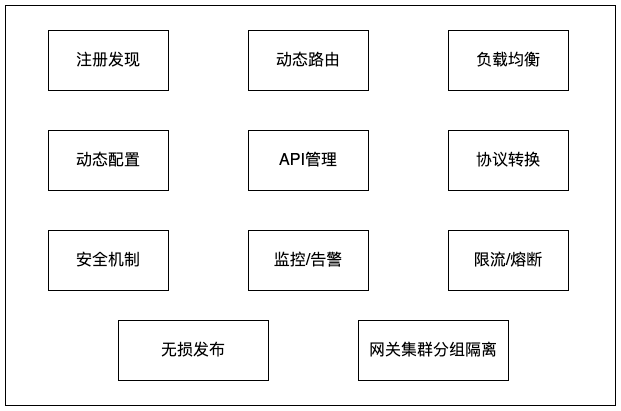 注册发现
动态路由
负载均衡
动态配置
API管理
协议转换
安全机制
监控/告警
限流/熔断
无损发布
网关集群分组隔离